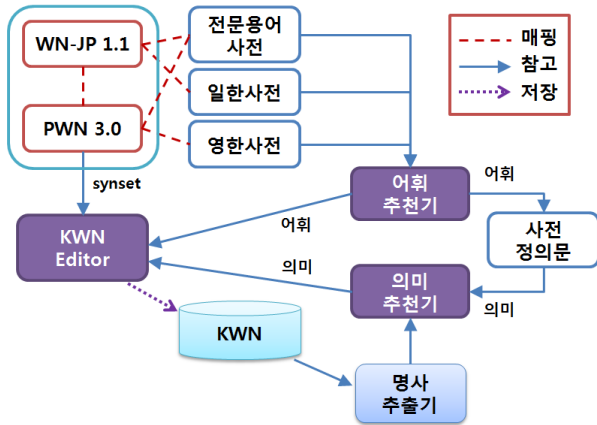 WN-JP 1.1
PWN 3.0
전문용어
사전
일한사전
영한사전
매핑
참고
저장
synset
어휘
추천기
어휘
사전
정의문
어휘
KWN
Editor
의미
의미
추천기
의미
KWN
명사
추출기